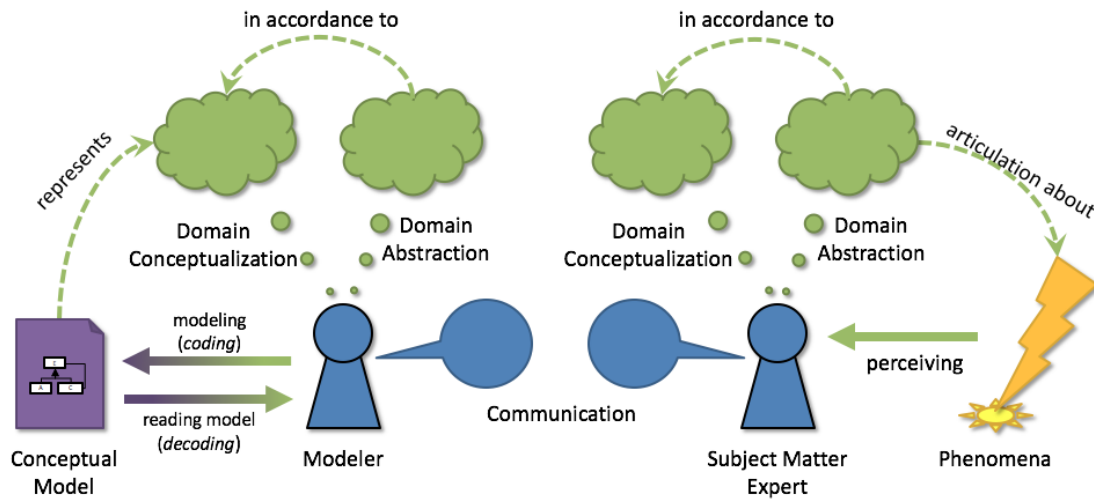 in accordance to
in accordance to
represents
articulation about
Domain
Conceptualization
Domain
Abstraction
Domain
Conceptualization
Domain
Abstraction
modeling
(coding)
reading model
(decoding)
E
A
C
perceiving
Communication
Conceptual
Model
Modeler
Subject Matter
Expert
Phenomena